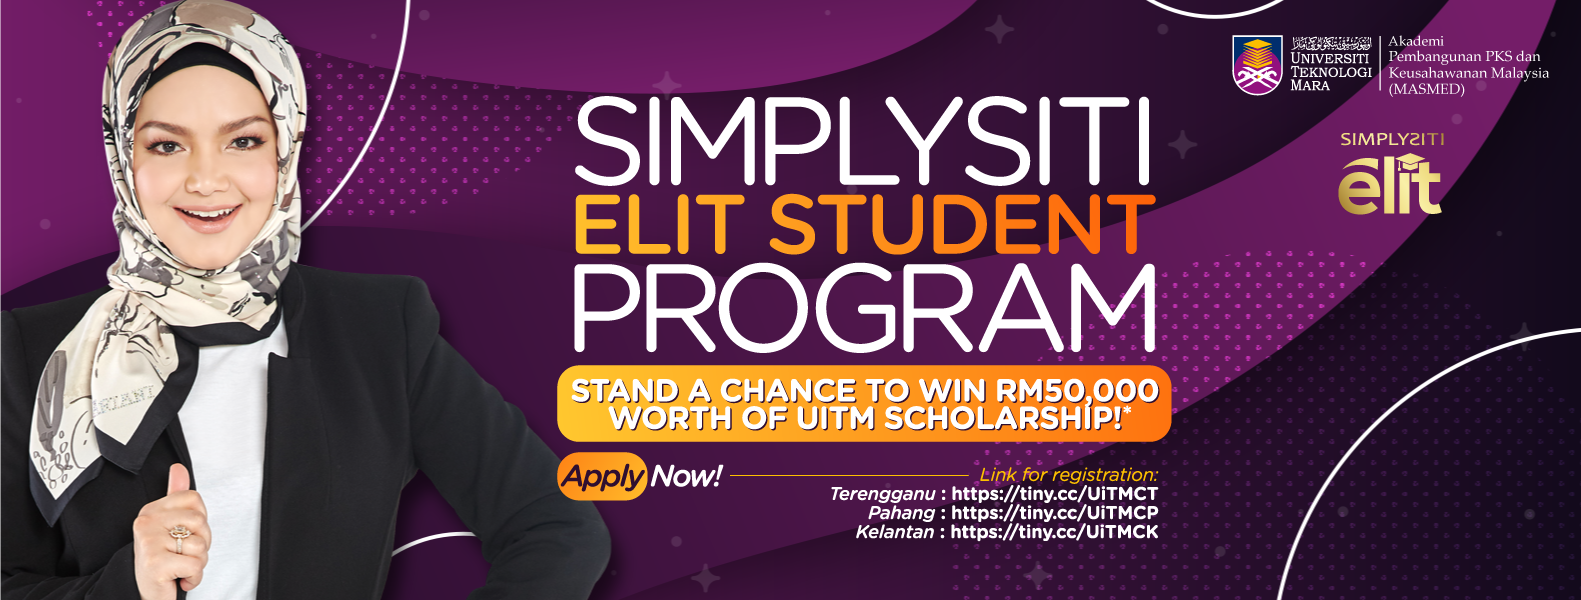 UNIVERSITI
TEKNOLOGI
MARA
Akademi
Pembangunan PKS dan
Keusahawanan Malaysia
(MASMED)
SIMPLYSITI
elit
SIMPLYSITI
ELIT STUDENT
PROGRAM
STAND A CHANCE TO WIN RM50,000
WORTH OF UITM SCHOLARSHIP!*
Apply Now!
Link for registration:
Terengganu : https://tiny.cc/UiTMCT
Pahang : https://tiny.cc/UiTMCP
Kelantan : https://tiny.cc/UiTMCK